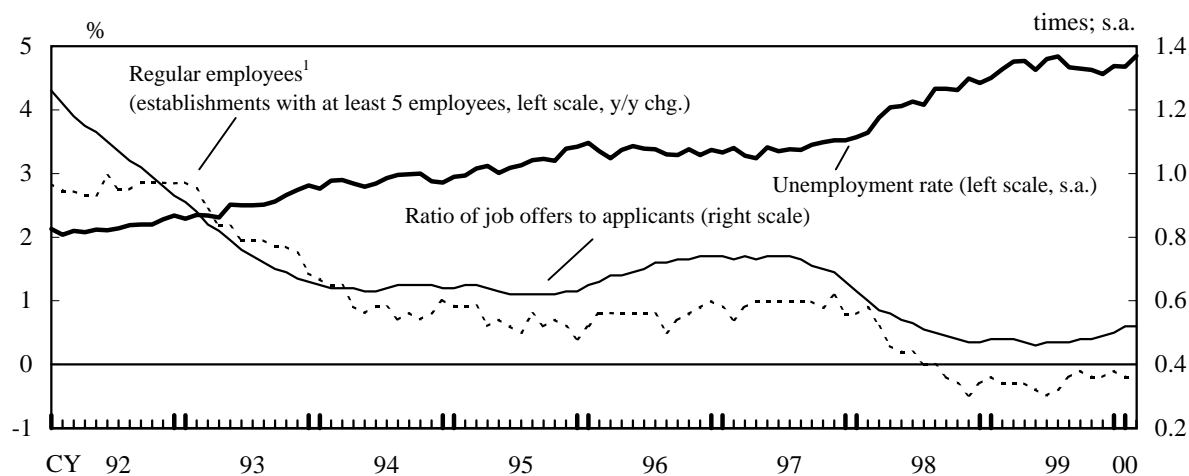 %
times; s.a.
5
4
3
2
1
0
-1
1.4
1.2
1.0
0.8
0.6
0.4
0.2
Regular employees¹
(establishments with at least 5 employees, left scale, y/y chg.)
Unemployment rate (left scale, s.a.)
Ratio of job offers to applicants (right scale)
CY 92 93 94 95 96 97 98 99 00